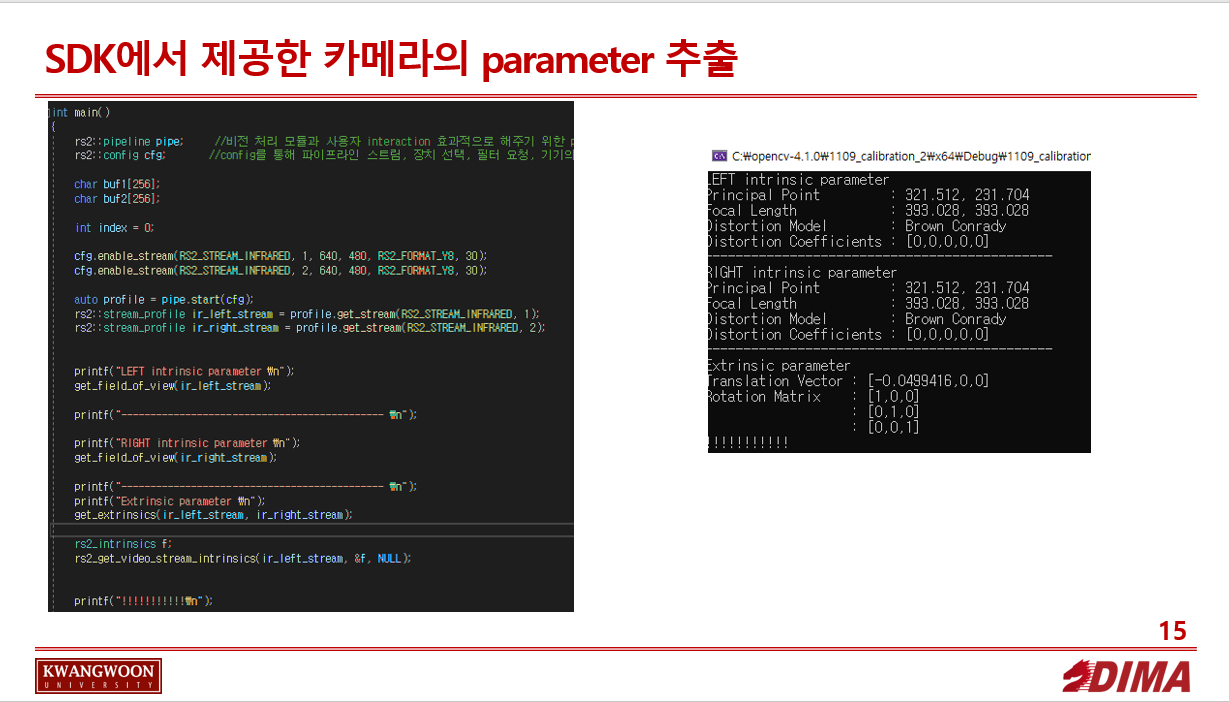 SDK에서 제공한 카메라의 parameter 추출
int main()
{
rs2::pipeline pipe; //비전 처리 모듈과 사용자 interaction 효과적으로 해주기 위한
rs2::config cfg; //config를 통해 파이프라인 스트림, 장치 선택, 필터 요청, 기기의
char buf1[256];
char buf2[256];
int index = 0;
cfg.enable_stream(RS2_STREAM_INFRARED, 1, 640, 480, RS2_FORMAT_Y8, 30);
cfg.enable_stream(RS2_STREAM_INFRARED, 2, 640, 480, RS2_FORMAT_Y8, 30);
auto profile = pipe.start(cfg);
rs2::stream_profile ir_left_stream = profile.get_stream(RS2_STREAM_INFRARED, 1);
rs2::stream_profile ir_right_stream = profile.get_stream(RS2_STREAM_INFRARED, 2);
printf("LEFT intrinsic parameter ₩n");
get_field_of_view(ir_left_stream);
printf("--------------------------------------------- ₩n");
printf("RIGHT intrinsic parameter ₩n");
get_field_of_view(ir_right_stream);
printf("--------------------------------------------- ₩n");
printf("Extrinsic parameter ₩n");
get_extrinsics(ir_left_stream, ir_right_stream);
rs2_intrinsics f;
rs2_get_video_stream_intrinsics(ir_left_stream, &f, NULL);
printf("!!!!!!!!!!!₩n");
C:₩opencv-4.1.0₩1109_calibration_2₩x64₩Debug₩1109_calibration
LEFT intrinsic parameter
Principal Point : 321.512, 231.704
Focal Length : 393.028, 393.028
Distortion Model : Brown Conrady
Distortion Coefficients : [0,0,0,0,0]
---------------------------------------------
RIGHT intrinsic parameter
Principal Point : 321.512, 231.704
Focal Length : 393.028, 393.028
Distortion Model : Brown Conrady
Distortion Coefficients : [0,0,0,0,0]
---------------------------------------------
Extrinsic parameter
Translation Vector : [-0.0499416,0,0]
Rotation Matrix : [1,0,0]
: [0,1,0]
: [0,0,1]
!!!!!!!!!!!
15
KWANGWOON
UNIVERSITY
DIMA